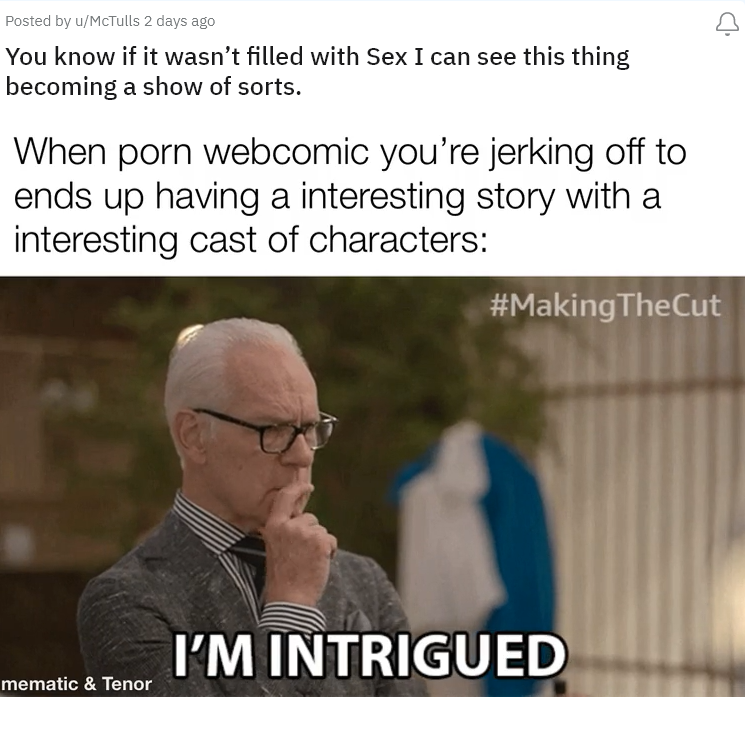 Posted by u/McTulls 2 days ago
You know if it wasn't filled with Sex I can see this thing
becoming a show of sorts.
When porn webcomic you're jerking off to
ends up having a interesting story with a
interesting cast of characters:
#MakingTheCut
I'M INTRIGUED
mematic & Tenor